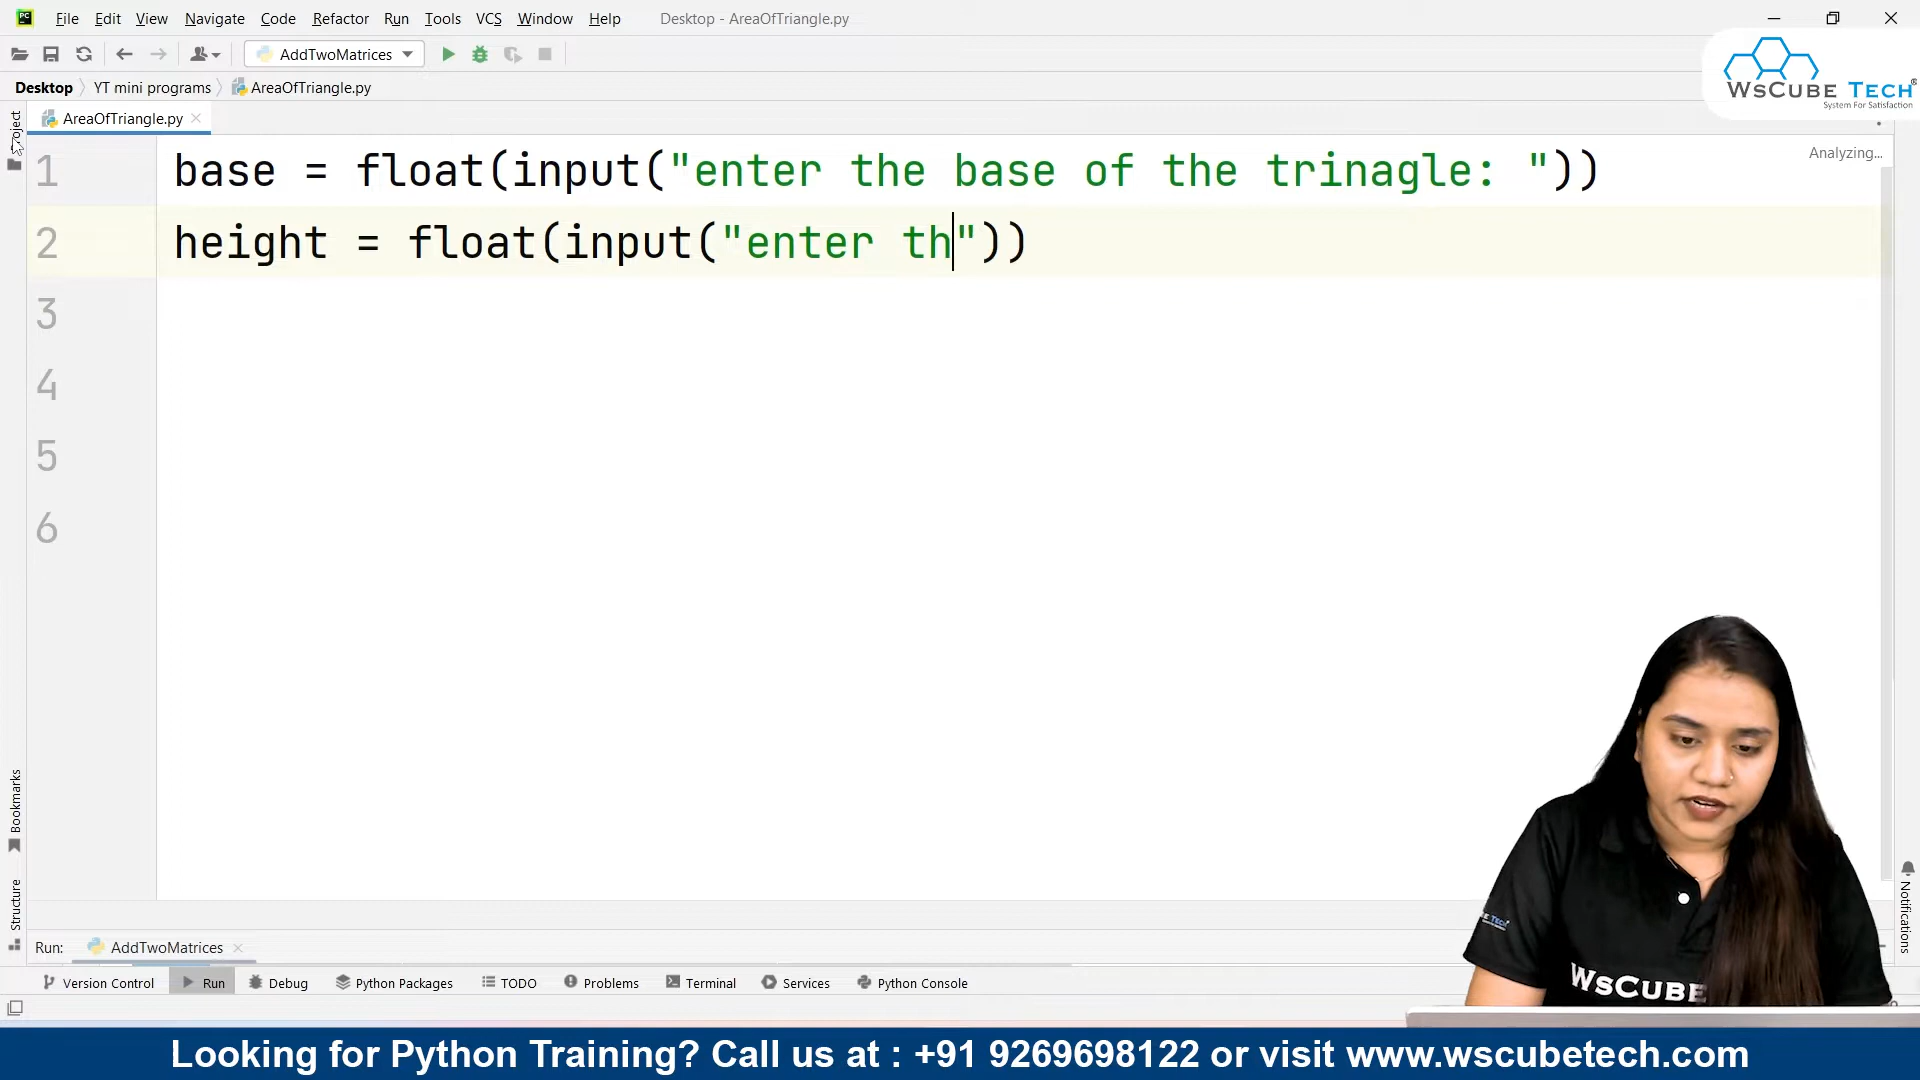 File Edit View Navigate Code Refactor Run Tools VCS Window Help Desktop - AreaOfTriangle.py
AddTwoMatrices
WsCube Tech®
System For Satisfaction
Desktop YT mini programs AreaOfTriangle.py
AreaOfTriangle.py
Project
Analyzing...
1 base = float(input("enter the base of the trinagle: "))
2 height = float(input("enter th"))
3
4
5
6
Bookmarks
Structure
Notifications
WsCUBE
Run: AddTwoMatrices
Version Control Run Debug Python Packages TODO Problems Terminal Services Python Console
Looking for Python Training? Call us at : +91 9269698122 or visit www.wscubetech.com